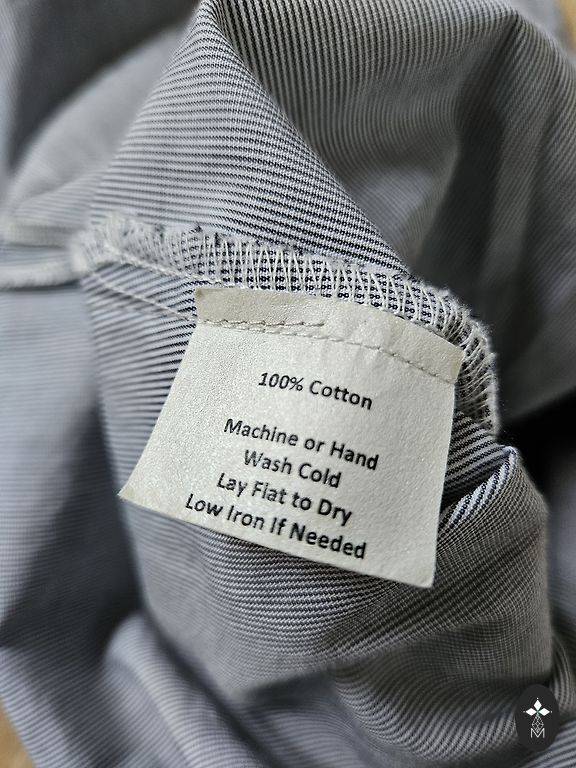 100% Cotton
Machine or Hand
Wash Cold
Lay Flat to Dry
Low Iron If Needed
M